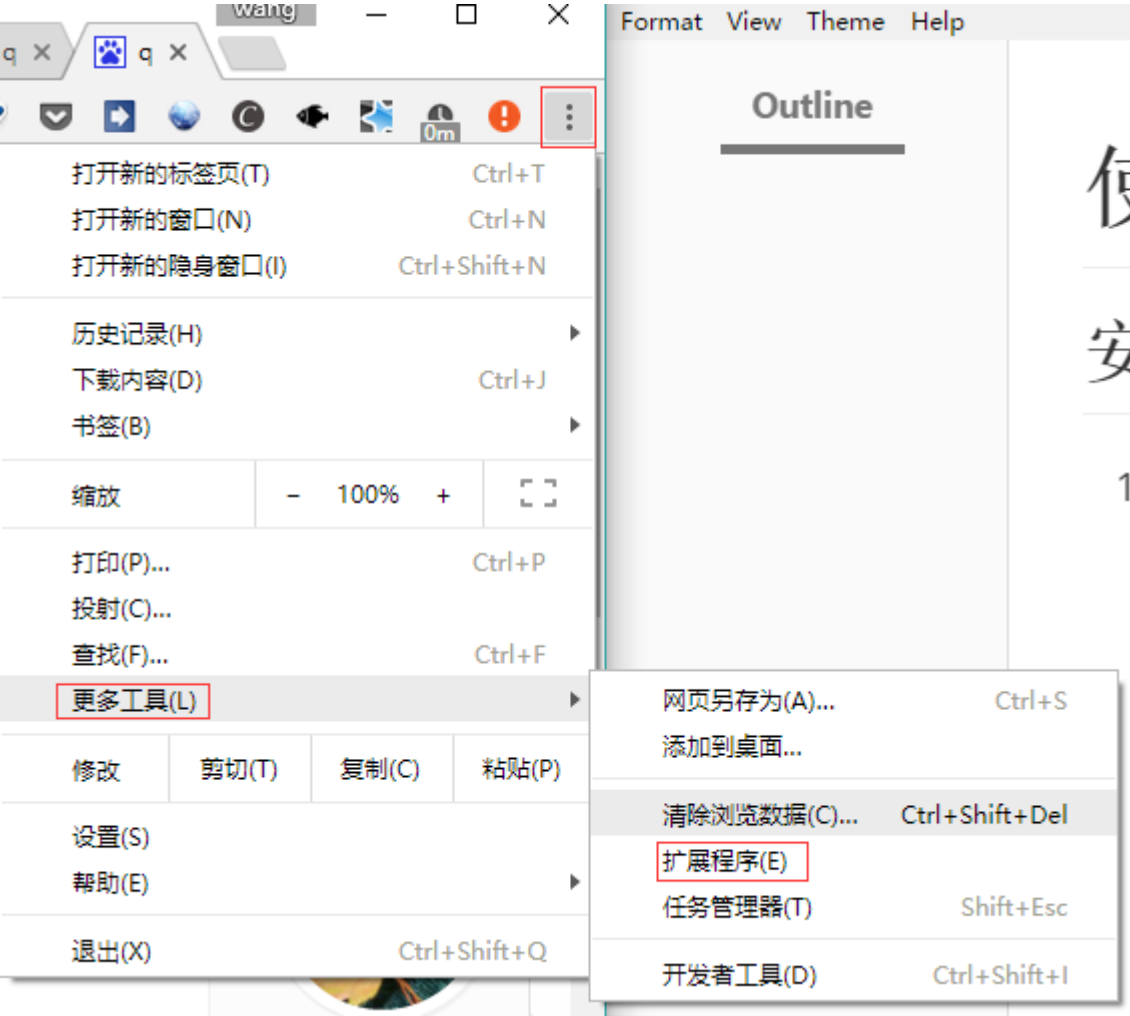 wang
Format View Theme Help
q q
Outline
0m
打开新的标签页(T) Ctrl+T
打开新的窗口(N) Ctrl+N
打开新的隐身窗口(I) Ctrl+Shift+N
历史记录(H)
下载内容(D) Ctrl+J
书签(B)
缩放 － 100% +
打印(P)... Ctrl+P
投射(C)...
查找(F)... Ctrl+F
更多工具(L)
修改 剪切(T) 复制(C) 粘贴(P)
设置(S)
帮助(E)
退出(X) Ctrl+Shift+Q
网页另存为(A)... Ctrl+S
添加到桌面...
清除浏览数据(C)... Ctrl+Shift+Del
扩展程序(E)
任务管理器(T) Shift+Esc
开发者工具(D) Ctrl+Shift+I
使
安
1